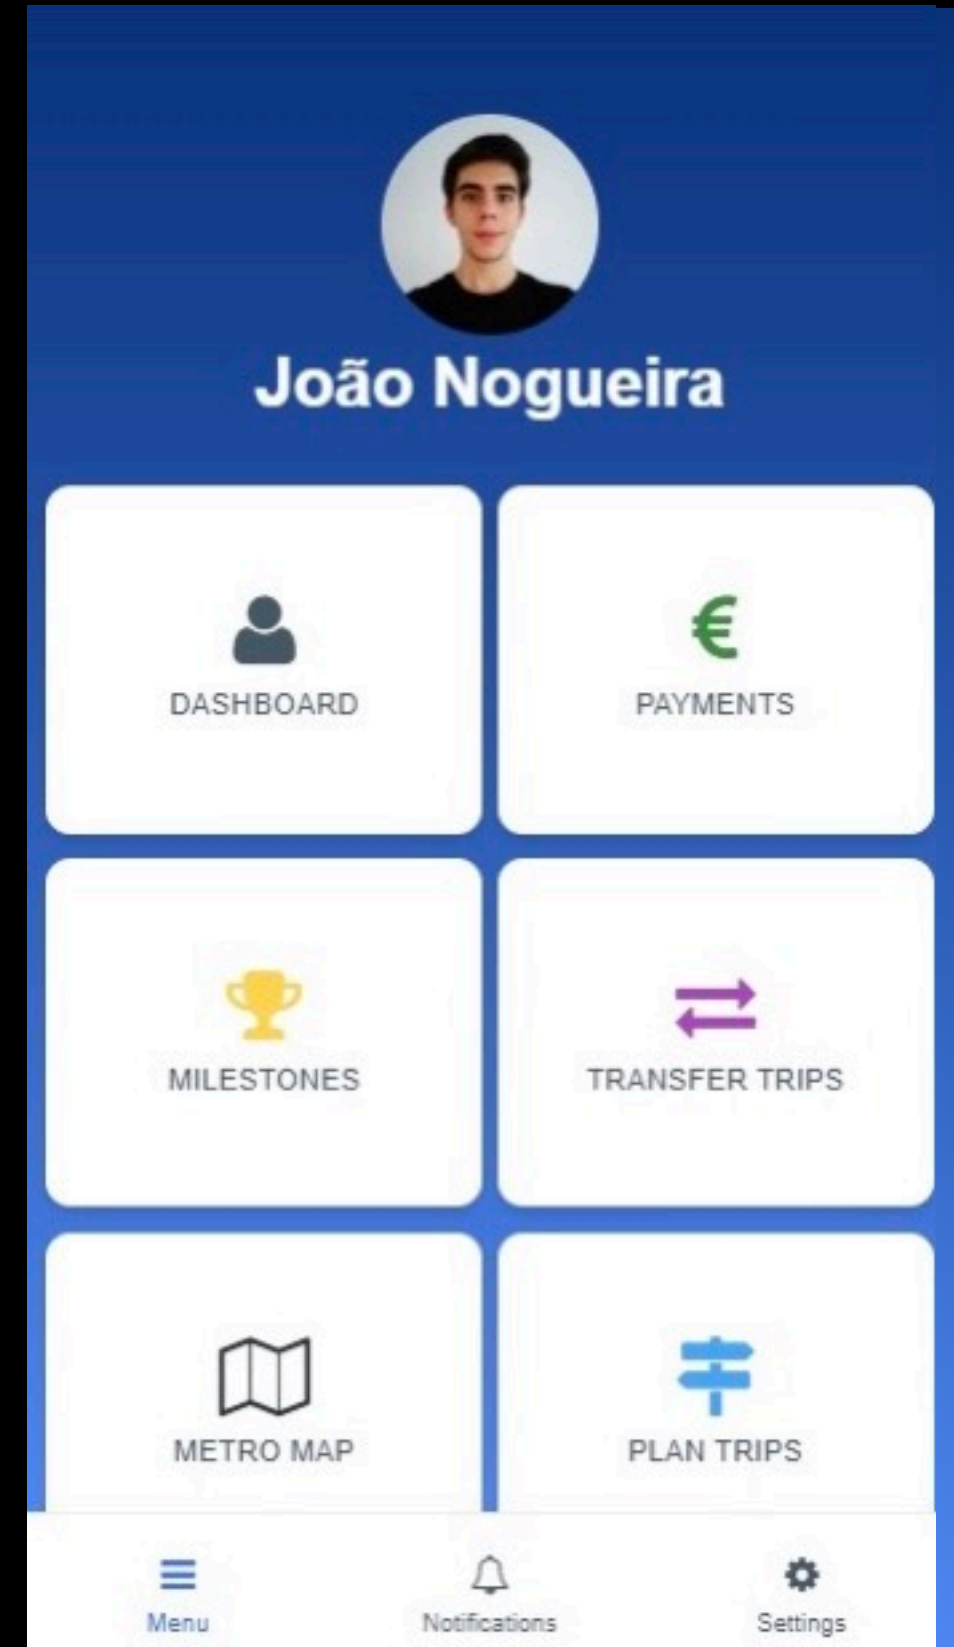 João Nogueira
DASHBOARD
PAYMENTS
€
MILESTONES
TRANSFER TRIPS
METRO MAP
PLAN TRIPS
Menu
Notifications
Settings